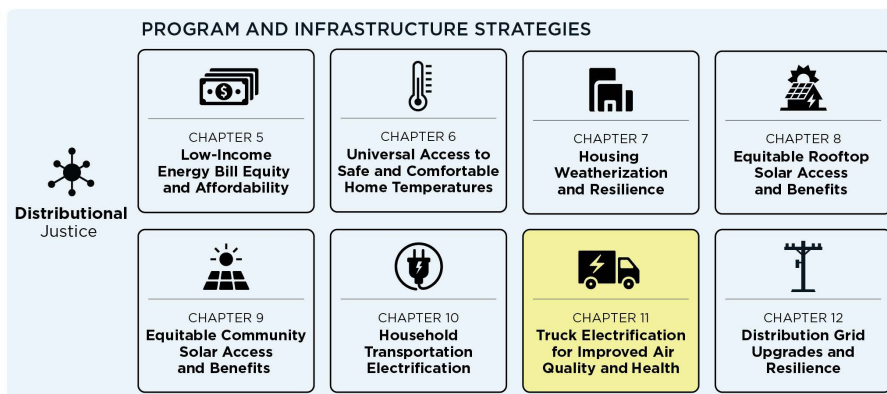 PROGRAM AND INFRASTRUCTURE STRATEGIES
Distributional
Justice
CHAPTER 5
Low-Income
Energy Bill Equity
and Affordability
CHAPTER 6
Universal Access to
Safe and Comfortable
Home Temperatures
CHAPTER 7
Housing
Weatherization
and Resilience
CHAPTER 8
Equitable Rooftop
Solar Access
and Benefits
CHAPTER 9
Equitable Community
Solar Access
and Benefits
CHAPTER 10
Household
Transportation
Electrification
CHAPTER 11
Truck Electrification
for Improved Air
Quality and Health
CHAPTER 12
Distribution Grid
Upgrades and
Resilience